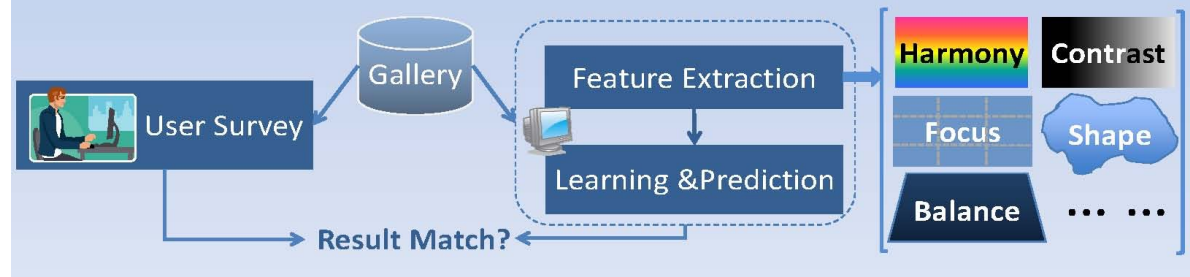 Gallery
User Survey
Feature Extraction
Learning &Prediction
Result Match?
Harmony
Contrast
Focus
Shape
Balance
... ...